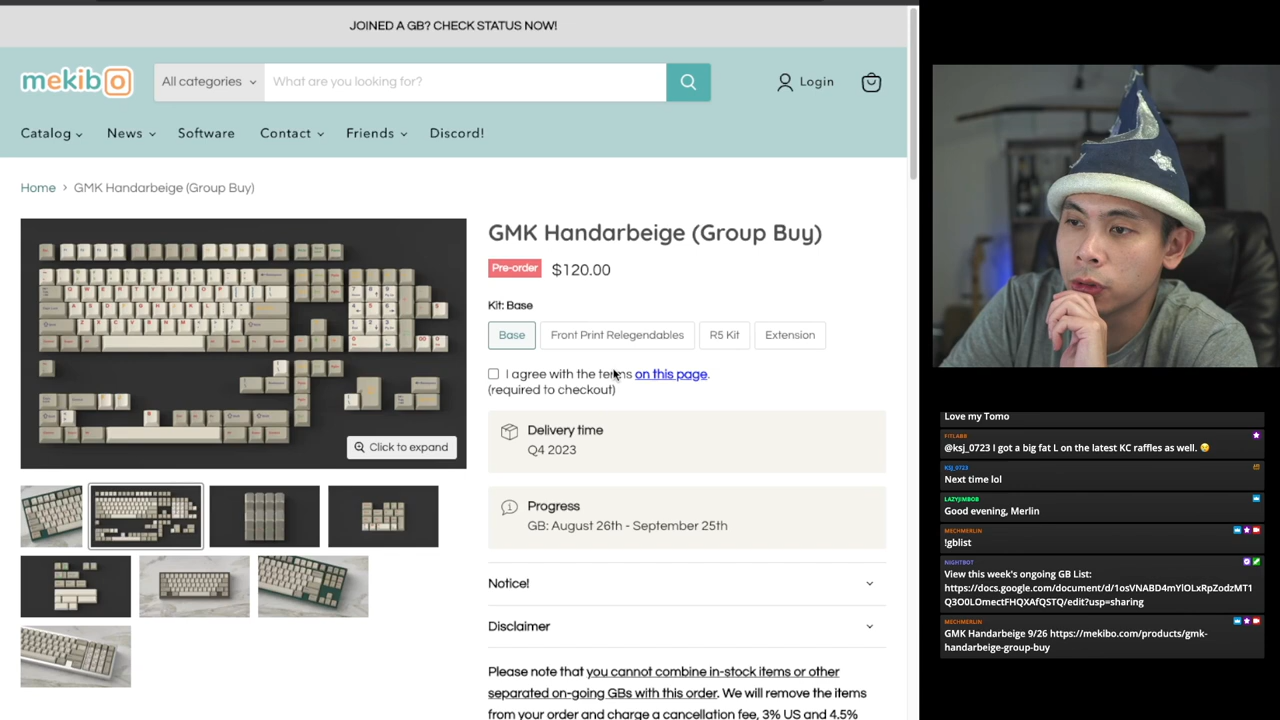 JOINED A GB? CHECK STATUS NOW!
mekibo
All categories
What are you looking for?
Login
Catalog
News
Software
Contact
Friends
Discord!
Home > GMK Handarbeige (Group Buy)
Click to expand
GMK Handarbeige (Group Buy)
Pre-order $120.00
Kit: Base
Base
Front Print Relegendables
R5 Kit
Extension
I agree with the terms on this page.
(required to checkout)
Delivery time
Q4 2023
Progress
GB: August 26th - September 25th
Notice!
Disclaimer
Please note that you cannot combine in-stock items or other
separated on-going GBs with this order. We will remove the items
from your order and charge a cancellation fee, 3% US and 4.5%
Love my Tomo
FITLABS
@ksj_0723 I got a big fat L on the latest KC raffles as well.
KSJ_0723
Next time lol
LAZYJIMBOB
Good evening, Merlin
MECHMERLIN
!gblist
NIGHTBOT
View this week's ongoing GB List:
https://docs.google.com/document/d/1osVNABD4mYlOLxRpZodzMT1
Q3O0LOmectFHQXAfQSTQ/edit?usp=sharing
MECHMERLIN
GMK Handarbeige 9/26 https://mekibo.com/products/gmk-
handarbeige-group-buy